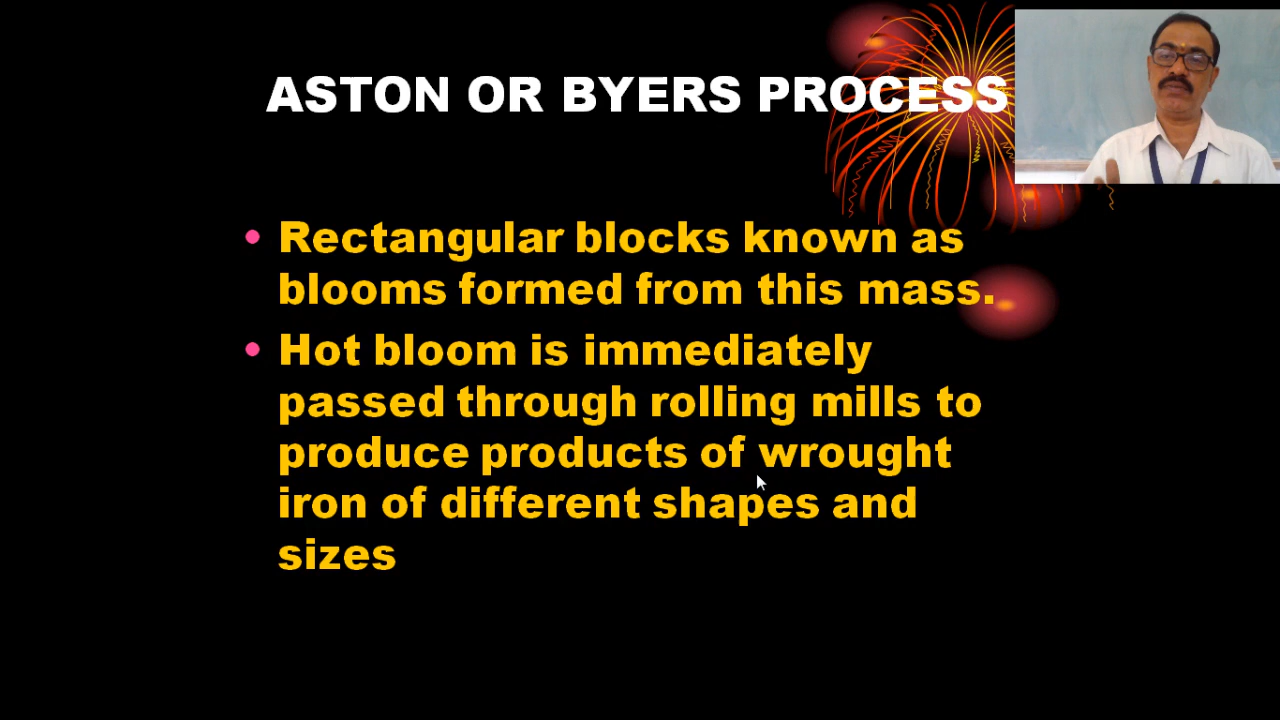 ASTON OR BYERS PROCESS
• Rectangular blocks known as
blooms formed from this mass.
• Hot bloom is immediately
passed through rolling mills to
produce products of wrought
iron of different shapes and
sizes